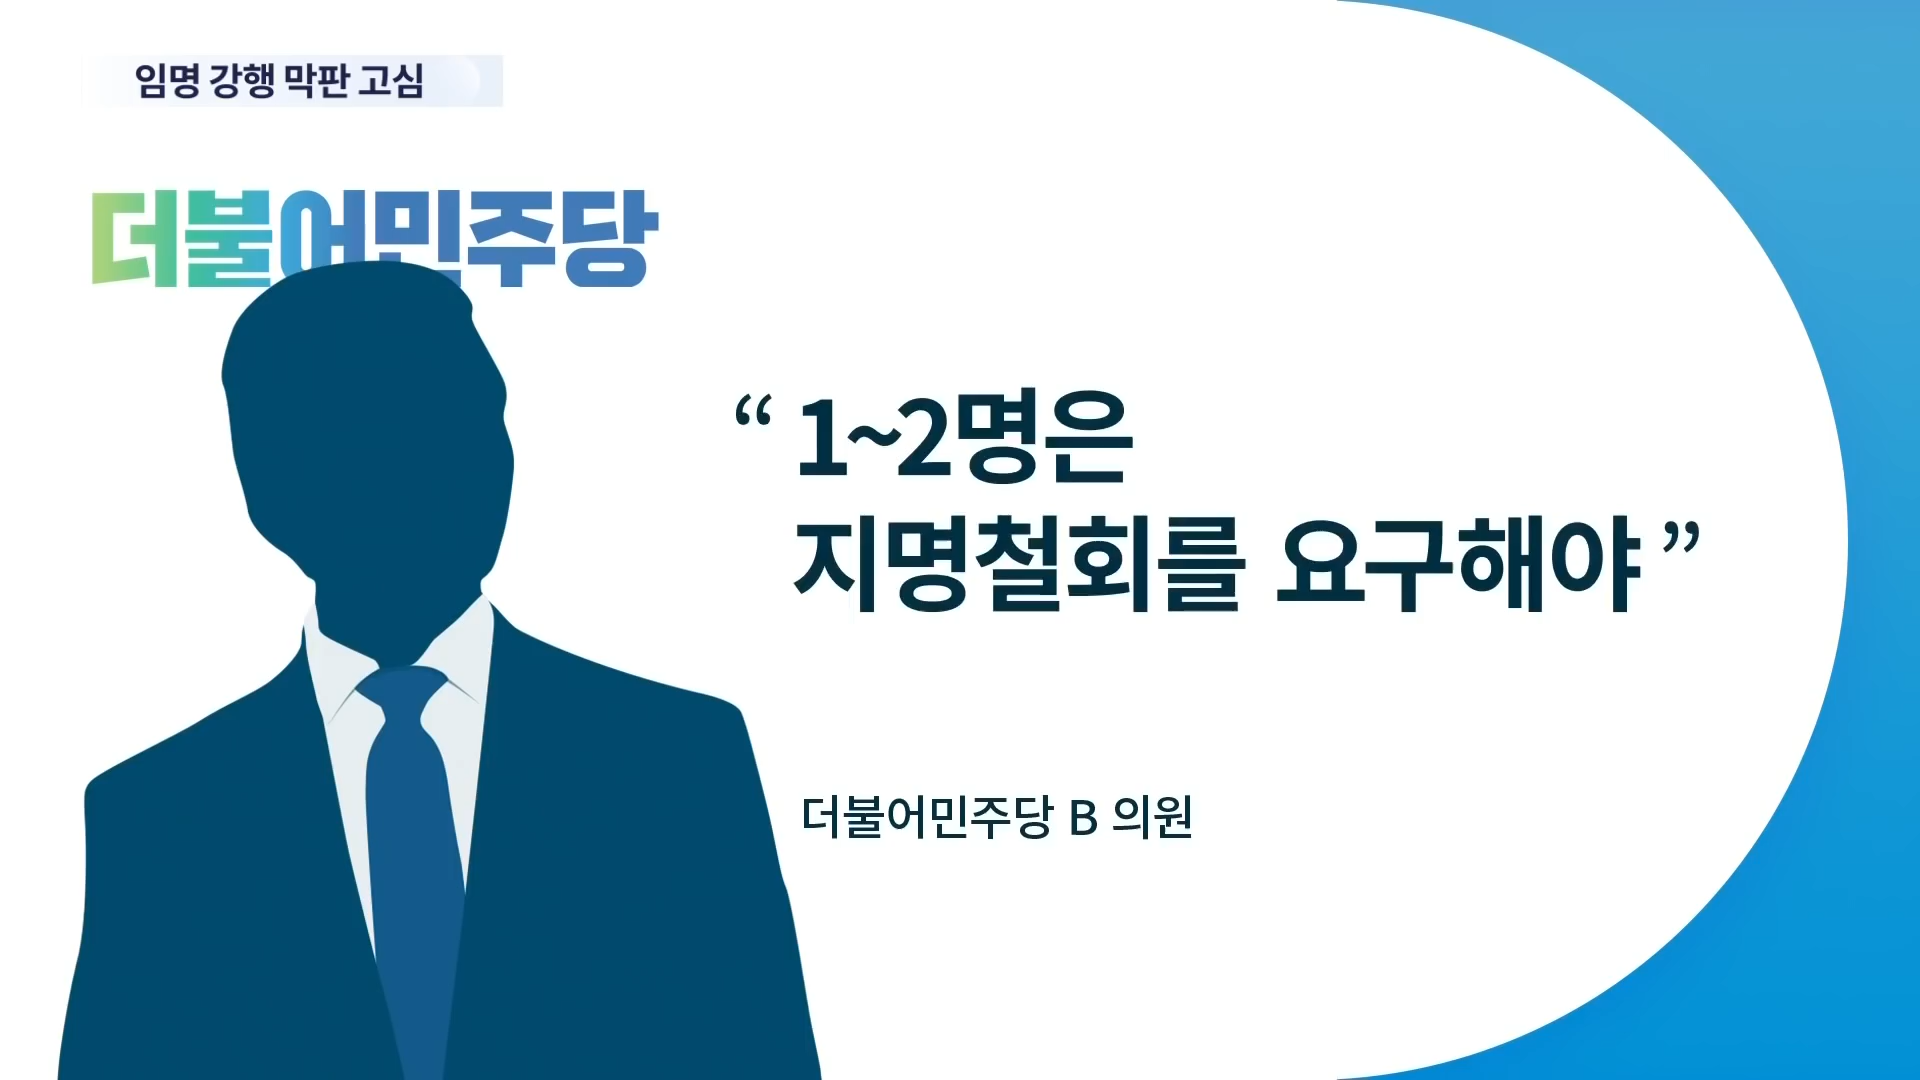 임명 강행 막판 고심
더불어민주당
“ 1~2명은
지명철회를 요구해야 ”
더불어민주당 B 의원